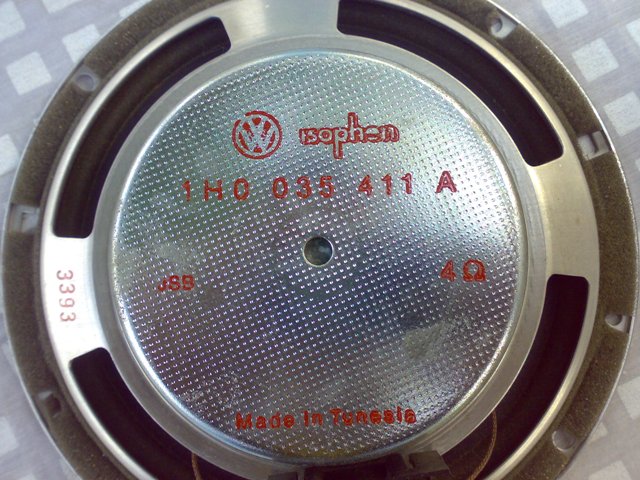 VW isophon
1H0 035 411 A
JSB 4Ω
Made in Tunesia
3393